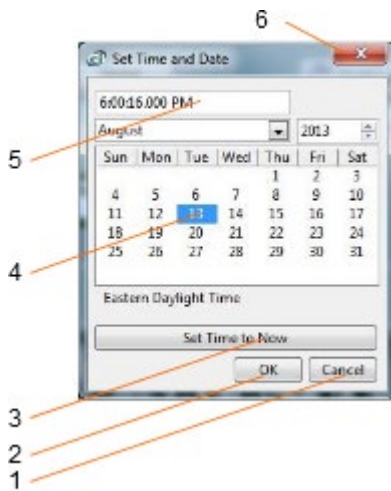 6
Set Time and Date
6:00:16.000 PM
5
August 2013
Sun Mon Tue Wed Thu Fri Sat
1 2 3
4 5 6 7 8 9 10
11 12 13 14 15 16 17
4
18 19 20 21 22 23 24
25 26 27 28 29 30 31
Eastern Daylight Time
Set Time to Now
3
OK Cancel
2
1